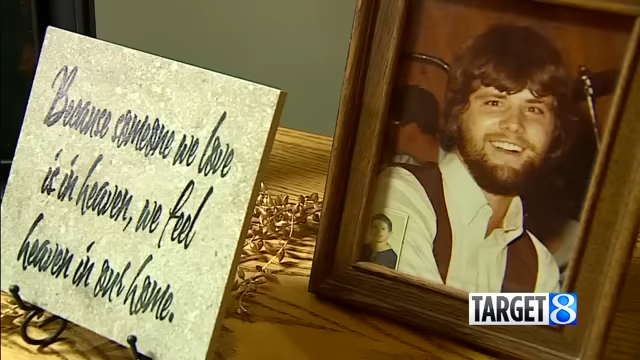 Because someone we love
is in heaven, we feel
heaven in our home.
TARGET 8